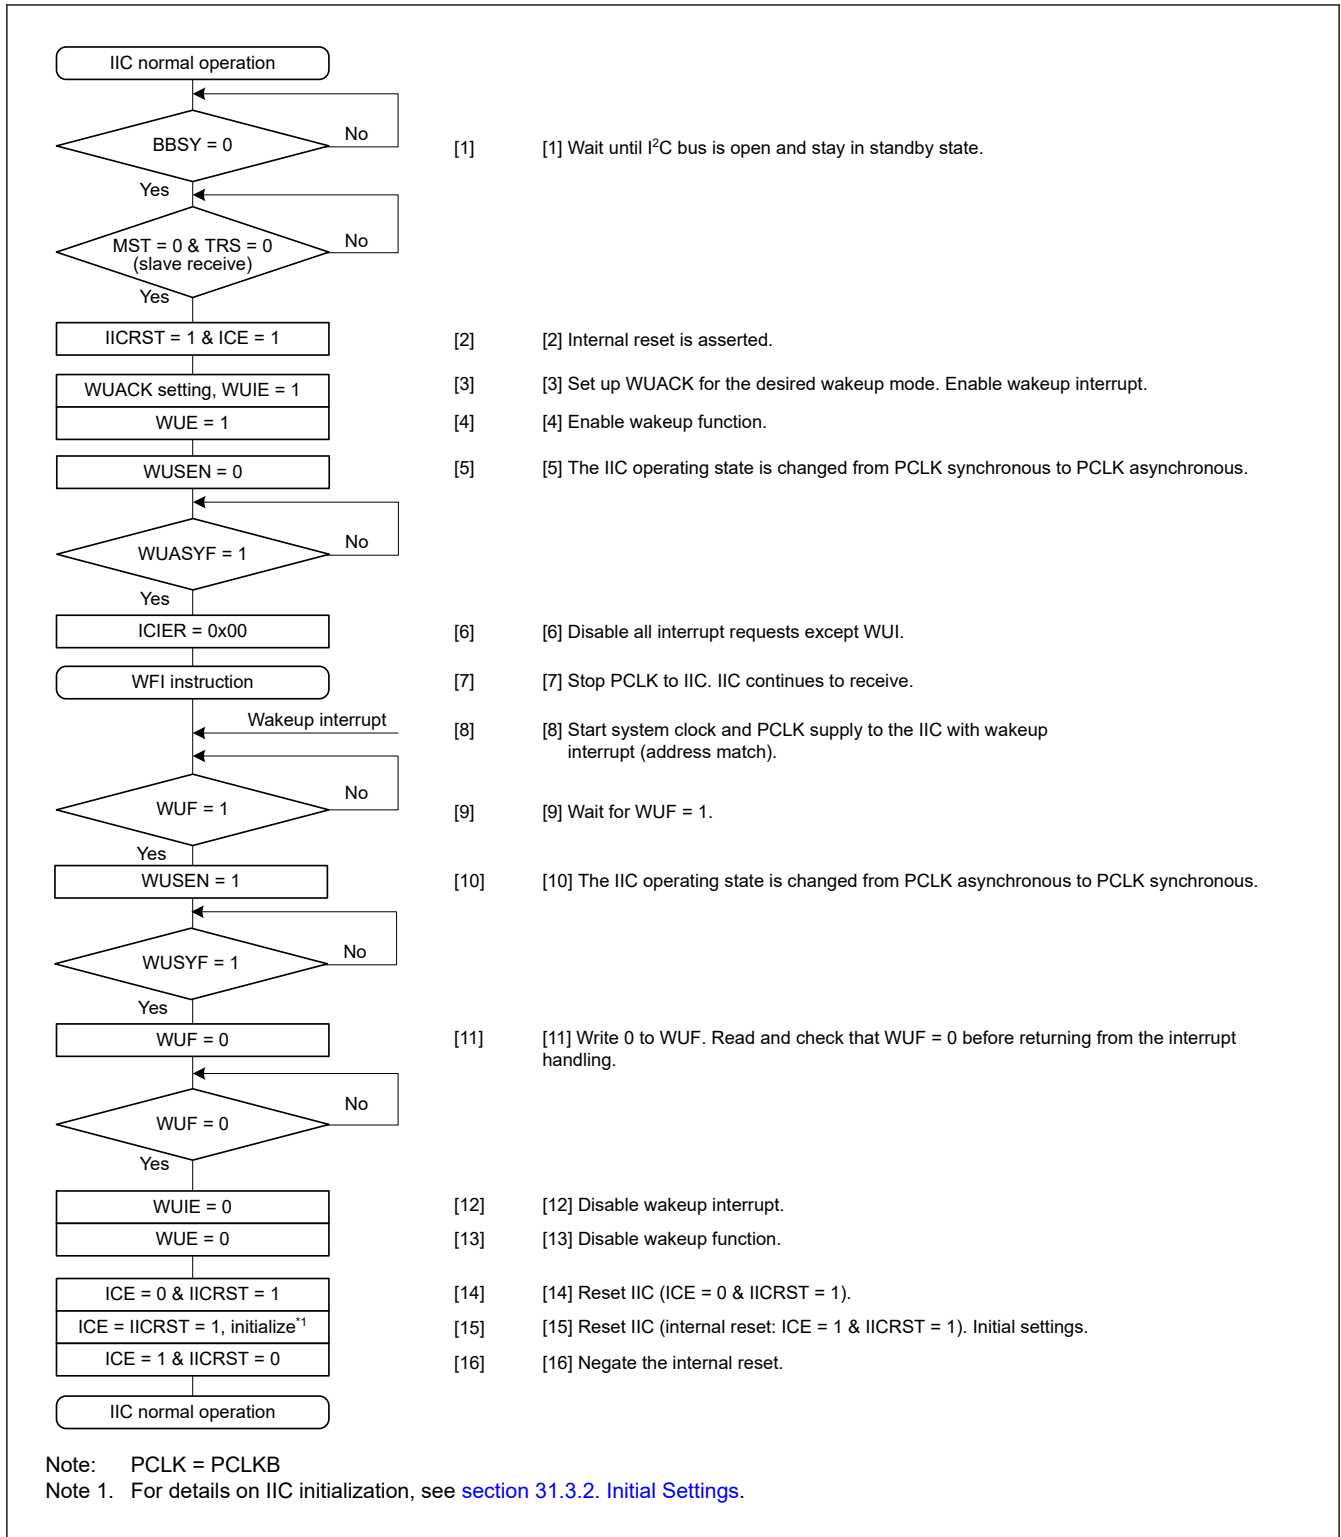 IIC normal operation
BBSY = 0
No
[1] [1] Wait until I²C bus is open and stay in standby state.
Yes
MST = 0 & TRS = 0
(slave receive)
No
Yes
IICRST = 1 & ICE = 1
[2] [2] Internal reset is asserted.
WUACK setting, WUIE = 1
[3] [3] Set up WUACK for the desired wakeup mode. Enable wakeup interrupt.
WUE = 1
[4] [4] Enable wakeup function.
WUSEN = 0
[5] [5] The IIC operating state is changed from PCLK synchronous to PCLK asynchronous.
WUASYF = 1
No
Yes
ICIER = 0x00
[6] [6] Disable all interrupt requests except WUI.
WFI instruction
[7] [7] Stop PCLK to IIC. IIC continues to receive.
Wakeup interrupt
[8] [8] Start system clock and PCLK supply to the IIC with wakeup
interrupt (address match).
WUF = 1
No
[9] [9] Wait for WUF = 1.
Yes
WUSEN = 1
[10] [10] The IIC operating state is changed from PCLK asynchronous to PCLK synchronous.
WUSYF = 1
No
Yes
WUF = 0
[11] [11] Write 0 to WUF. Read and check that WUF = 0 before returning from the interrupt
handling.
WUF = 0
No
Yes
WUIE = 0
[12] [12] Disable wakeup interrupt.
WUE = 0
[13] [13] Disable wakeup function.
ICE = 0 & IICRST = 1
[14] [14] Reset IIC (ICE = 0 & IICRST = 1).
ICE = IICRST = 1, initialize*1
[15] [15] Reset IIC (internal reset: ICE = 1 & IICRST = 1). Initial settings.
ICE = 1 & IICRST = 0
[16] [16] Negate the internal reset.
IIC normal operation
Note: PCLK = PCLKB
Note 1. For details on IIC initialization, see section 31.3.2. Initial Settings.